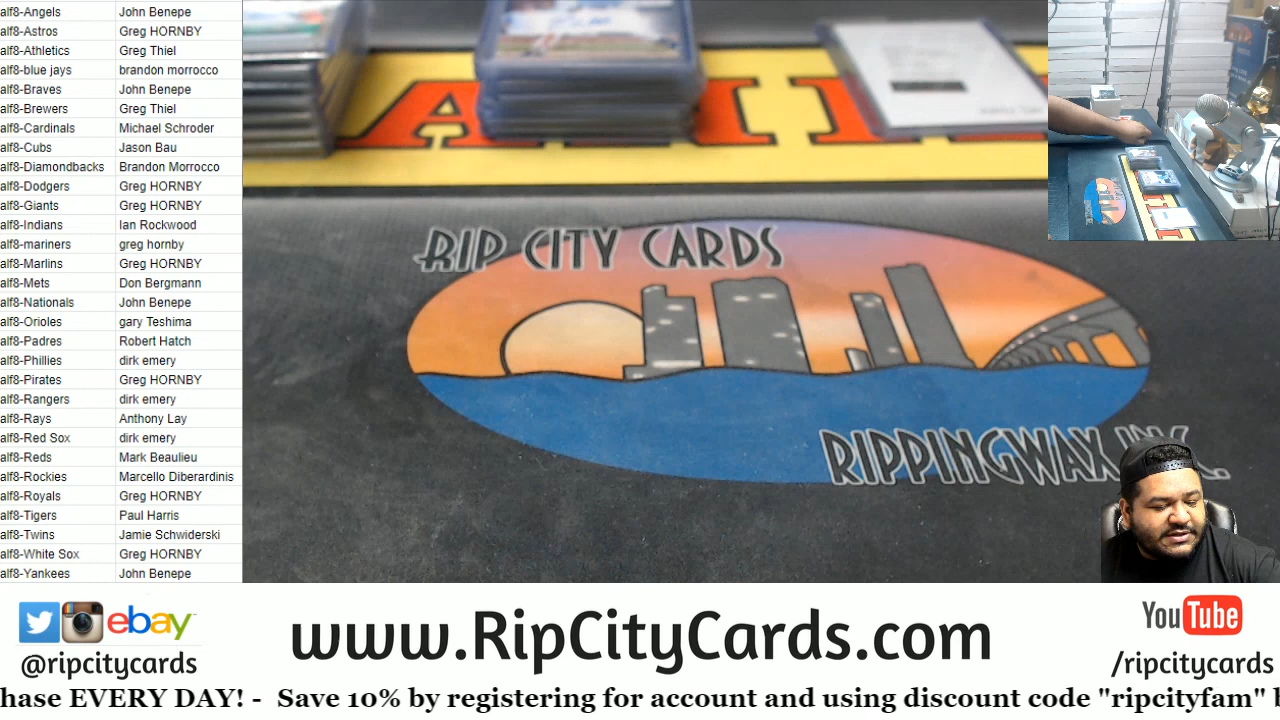 alf8-Angels John Benepe
alf8-Astros Greg HORNBY
alf8-Athletics Greg Thiel
alf8-blue jays brandon morrocco
alf8-Braves John Benepe
alf8-Brewers Greg Thiel
alf8-Cardinals Michael Schroder
alf8-Cubs Jason Bau
alf8-Diamondbacks Brandon Morrocco
alf8-Dodgers Greg HORNBY
alf8-Giants Greg HORNBY
alf8-Indians Ian Rockwood
alf8-mariners greg hornby
alf8-Marlins Greg HORNBY
alf8-Mets Don Bergmann
alf8-Nationals John Benepe
alf8-Orioles gary Teshima
alf8-Padres Robert Hatch
alf8-Phillies dirk emery
alf8-Pirates Greg HORNBY
alf8-Rangers dirk emery
alf8-Rays Anthony Lay
alf8-Red Sox dirk emery
alf8-Reds Mark Beaulieu
alf8-Rockies Marcello Diberardinis
alf8-Royals Greg HORNBY
alf8-Tigers Paul Harris
alf8-Twins Jamie Schwiderski
alf8-White Sox Greg HORNBY
alf8-Yankees John Benepe
RIP CITY CARDS
RIPPINGWAX
ebay
@ripcitycards
www.RipCityCards.com
YouTube
/ripcitycards
hase EVERY DAY! - Save 10% by registering for account and using discount code "ripcityfam"